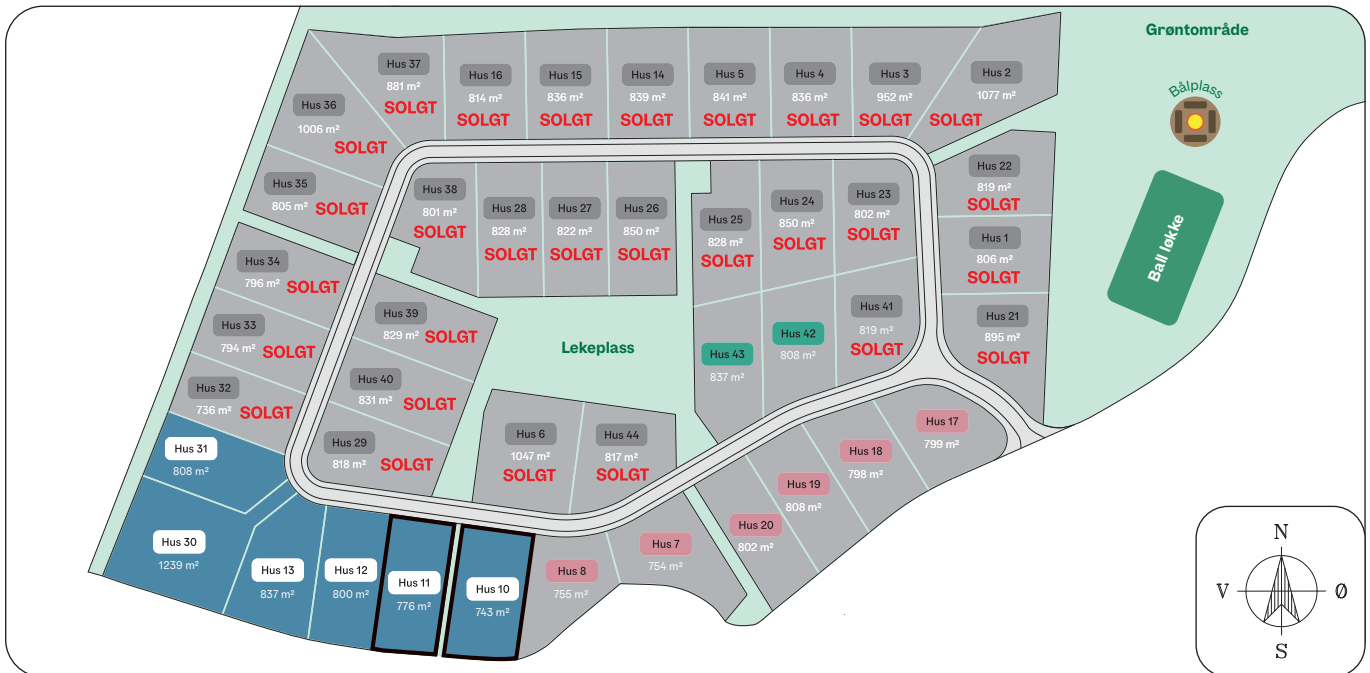 Grøntområde
Bålplass
Ball løkke
Hus 37
881 m²
SOLGT
Hus 16
814 m²
SOLGT
Hus 15
836 m²
SOLGT
Hus 14
839 m²
SOLGT
Hus 5
841 m²
SOLGT
Hus 4
836 m²
SOLGT
Hus 3
952 m²
SOLGT
Hus 2
1077 m²
SOLGT
Hus 36
1006 m²
SOLGT
Hus 35
805 m²
SOLGT
Hus 38
801 m²
SOLGT
Hus 28
828 m²
SOLGT
Hus 27
822 m²
SOLGT
Hus 26
850 m²
SOLGT
Hus 25
828 m²
SOLGT
Hus 24
850 m²
SOLGT
Hus 23
802 m²
SOLGT
Hus 22
819 m²
SOLGT
Hus 1
806 m²
SOLGT
Hus 21
895 m²
SOLGT
Hus 34
796 m²
SOLGT
Hus 33
794 m²
SOLGT
Hus 32
736 m²
SOLGT
Hus 39
829 m²
SOLGT
Hus 40
831 m²
SOLGT
Hus 29
818 m²
SOLGT
Lekeplass
Hus 43
837 m²
Hus 42
808 m²
Hus 41
819 m²
SOLGT
Hus 6
1047 m²
SOLGT
Hus 44
817 m²
SOLGT
Hus 17
799 m²
Hus 18
798 m²
Hus 19
808 m²
Hus 20
802 m²
Hus 31
808 m²
Hus 30
1239 m²
Hus 13
837 m²
Hus 12
800 m²
Hus 11
776 m²
Hus 10
743 m²
Hus 8
755 m²
Hus 7
754 m²
N
V
Ø
S